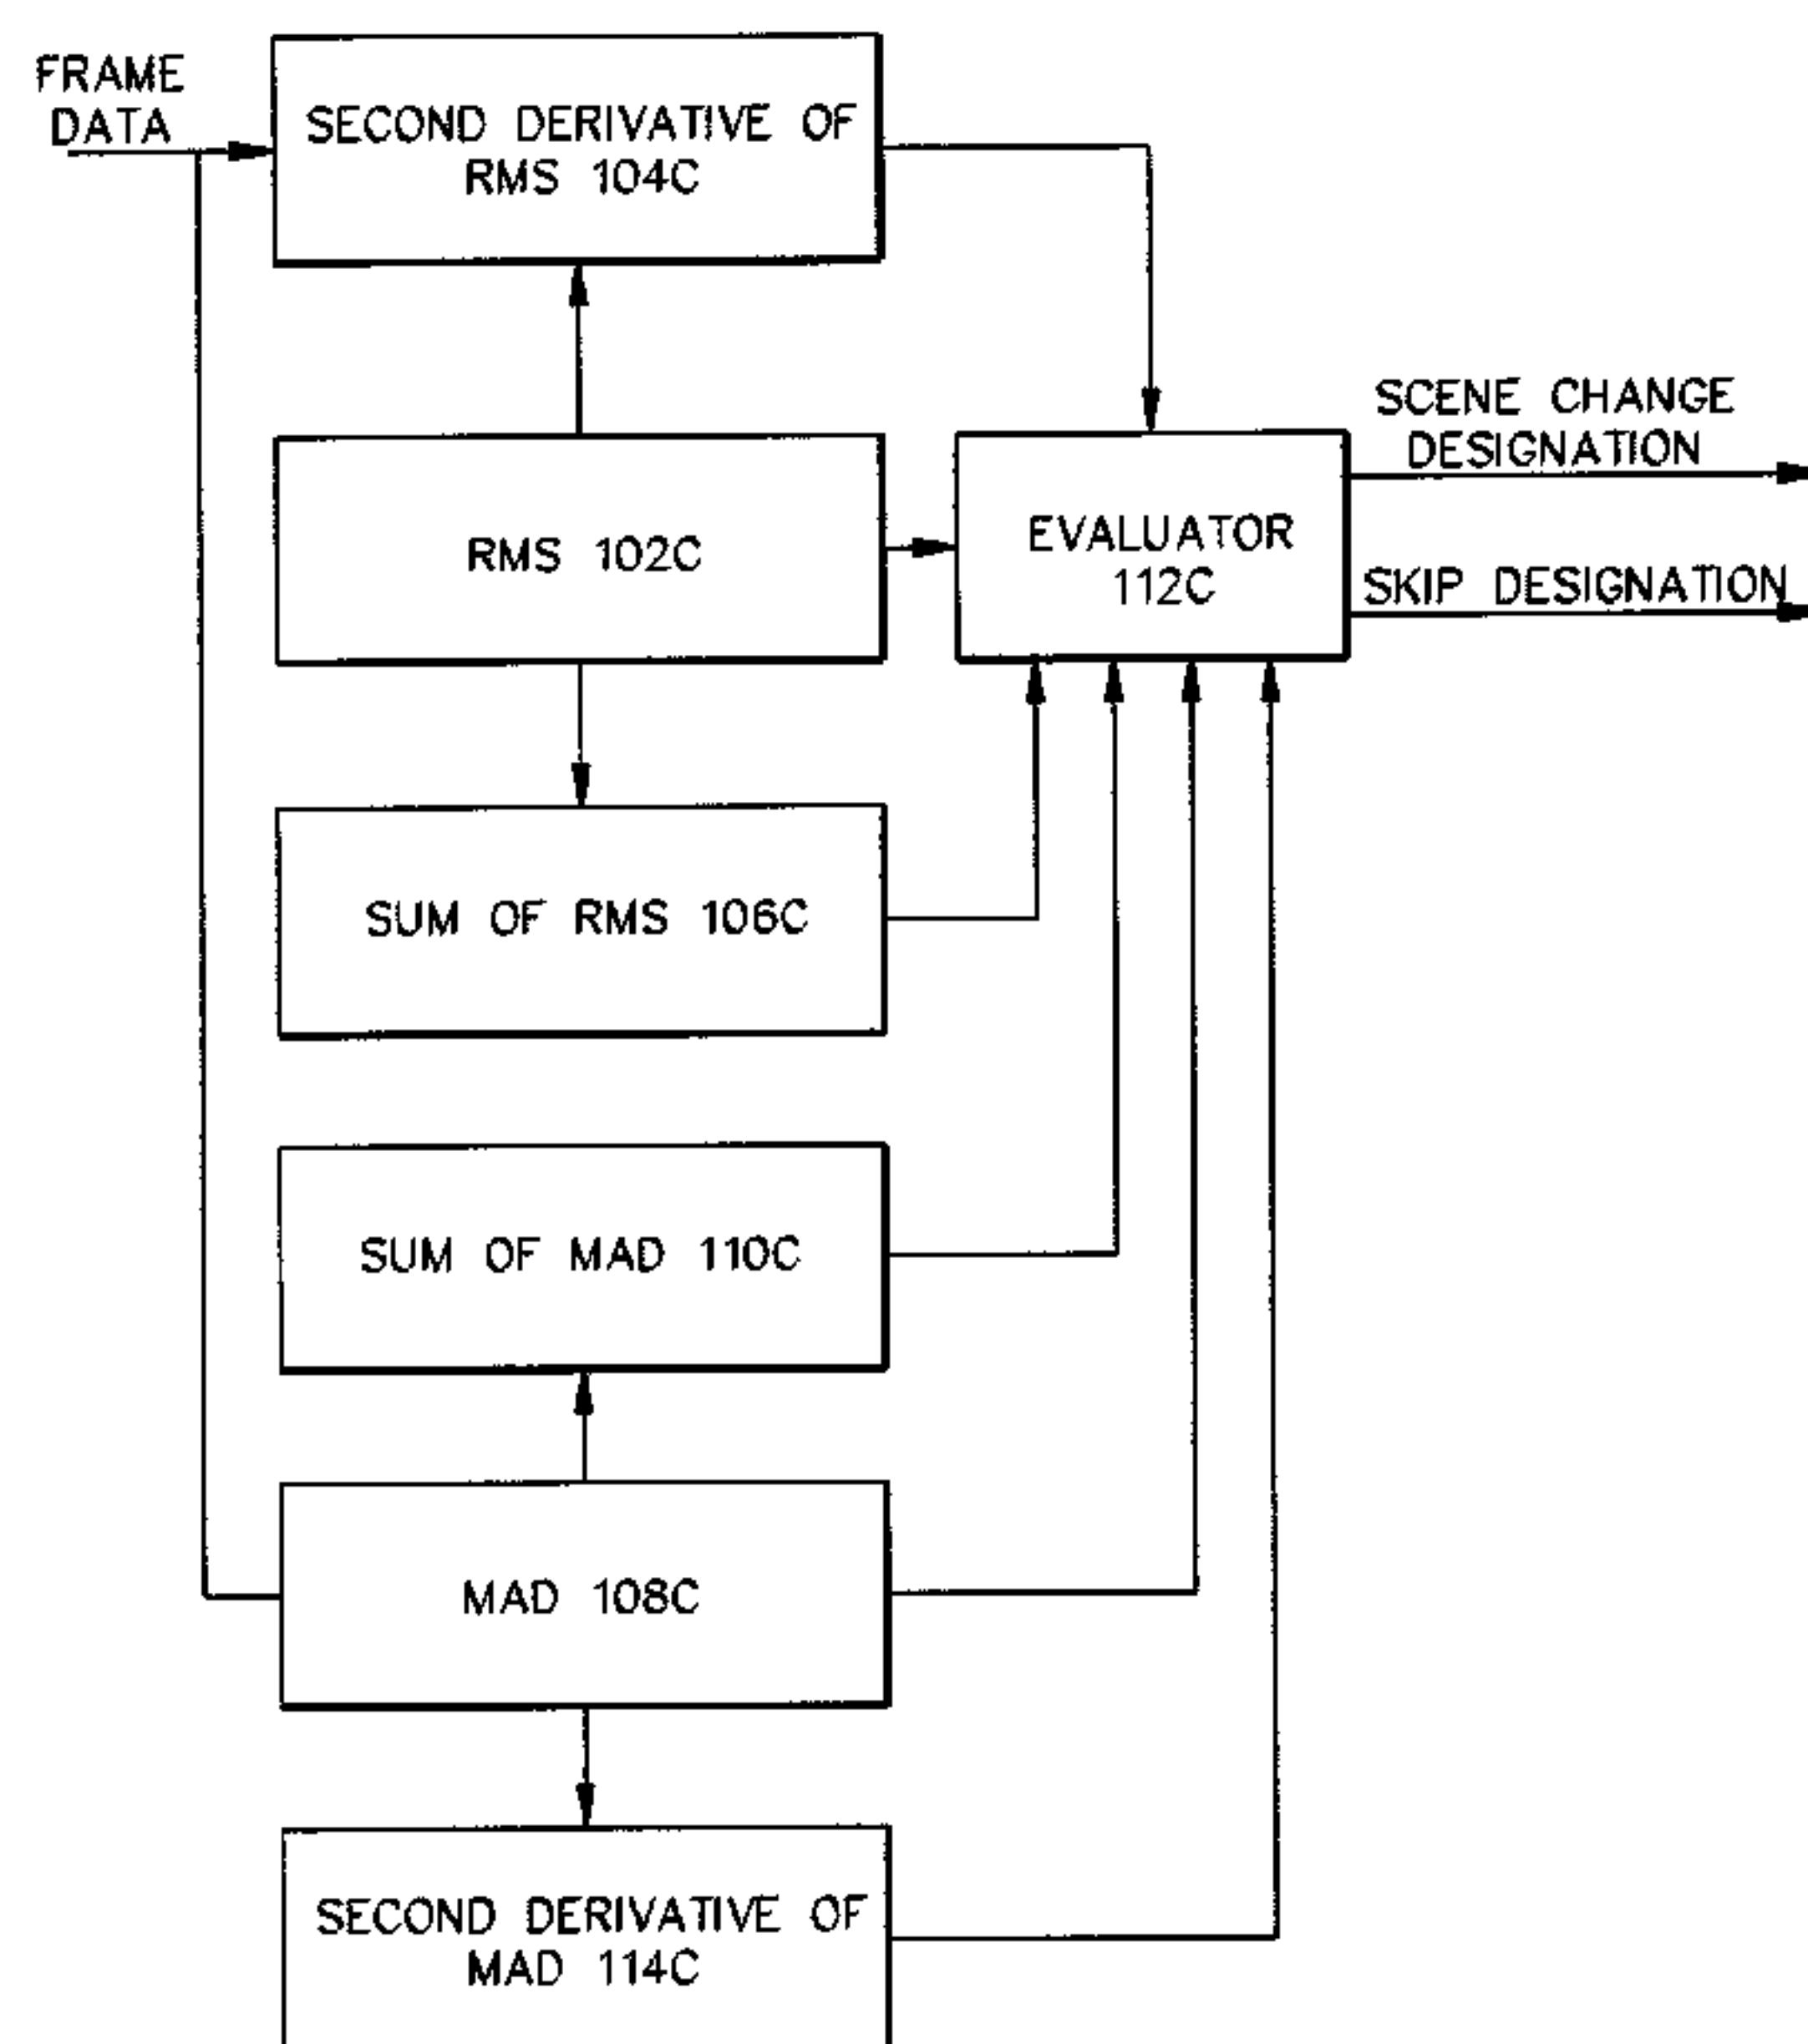 FRAME
DATA
SECOND DERIVATIVE OF
RMS 104C
RMS 102C
SCENE CHANGE
DESIGNATION
EVALUATOR
112C
SKIP DESIGNATION
SUM OF RMS 106C
SUM OF MAD 110C
MAD 108C
SECOND DERIVATIVE OF
MAD 114C